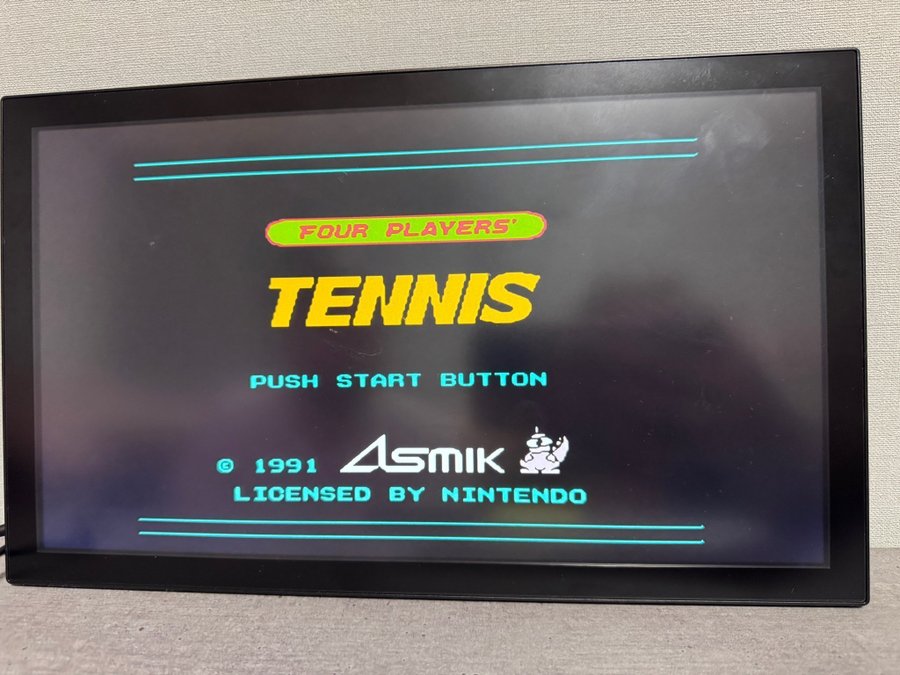 FOUR PLAYERS'
TENNIS
PUSH START BUTTON
© 1991 ASMIK
LICENSED BY NINTENDO